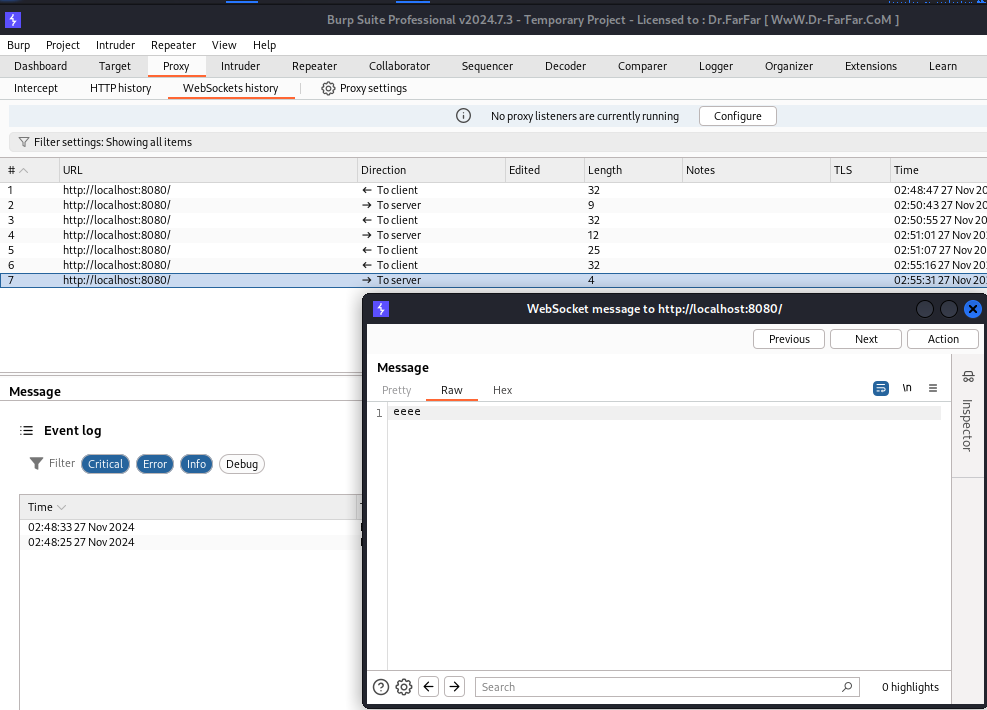 Burp Suite Professional v2024.7.3 - Temporary Project - Licensed to : Dr.FarFar [ WwW.Dr-FarFar.CoM ]
Burp Project Intruder Repeater View Help
Dashboard Target Proxy Intruder Repeater Collaborator Sequencer Decoder Comparer Logger Organizer Extensions Learn
Intercept HTTP history WebSockets history Proxy settings
No proxy listeners are currently running Configure
Filter settings: Showing all items
# URL Direction Edited Length Notes TLS Time
1 http://localhost:8080/ ← To client 32 02:48:47 27 Nov 20
2 http://localhost:8080/ → To server 9 02:50:43 27 Nov 20
3 http://localhost:8080/ ← To client 32 02:50:55 27 Nov 20
4 http://localhost:8080/ → To server 12 02:51:01 27 Nov 20
5 http://localhost:8080/ ← To client 25 02:51:07 27 Nov 20
6 http://localhost:8080/ ← To client 32 02:55:16 27 Nov 20
7 http://localhost:8080/ → To server 4 02:55:31 27 Nov 20
WebSocket message to http://localhost:8080/
Previous Next Action
Message
Pretty Raw Hex \n
1 eeee
Inspector
Search 0 highlights
Message
Event log
Filter Critical Error Info Debug
Time
02:48:33 27 Nov 2024
02:48:25 27 Nov 2024